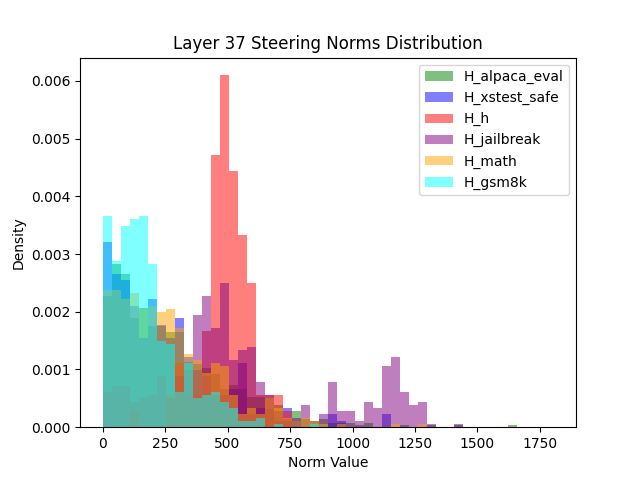 Layer 37 Steering Norms Distribution
H_alpaca_eval
H_xstest_safe
H_h
H_jailbreak
H_math
H_gsm8k
0.006
0.005
0.004
0.003
0.002
0.001
0.000
Density
0 250 500 750 1000 1250 1500 1750
Norm Value